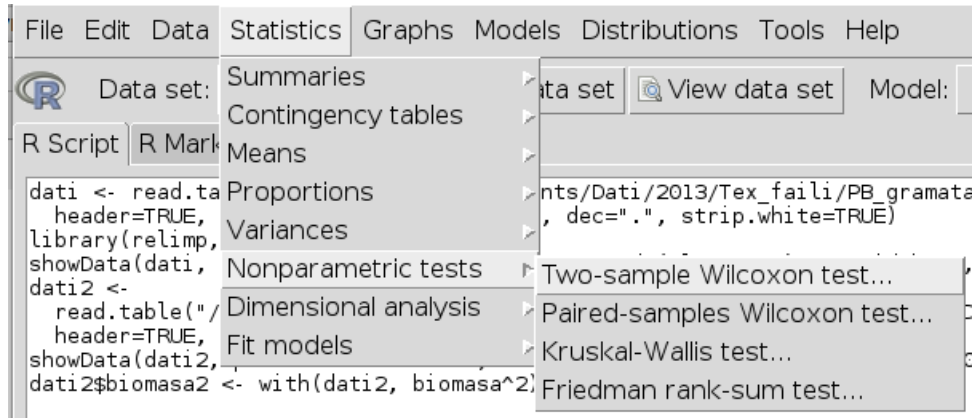 File Edit Data Statistics Graphs Models Distributions Tools Help
R Data set: ata set View data set Model:
R Script R Mark
Summaries
Contingency tables
Means
Proportions
Variances
Nonparametric tests
Dimensional analysis
Fit models
Two-sample Wilcoxon test...
Paired-samples Wilcoxon test...
Kruskal-Wallis test...
Friedman rank-sum test...
dati <- read.ta nts/Dati/2013/Tex_faili/PB_gramata
header=TRUE, , dec=".", strip.white=TRUE)
library(relimp,
showData(dati,
dati2 <-
read.table("/
header=TRUE,
showData(dati2,
dati2$biomasa2 <- with(dati2, biomasa^2)